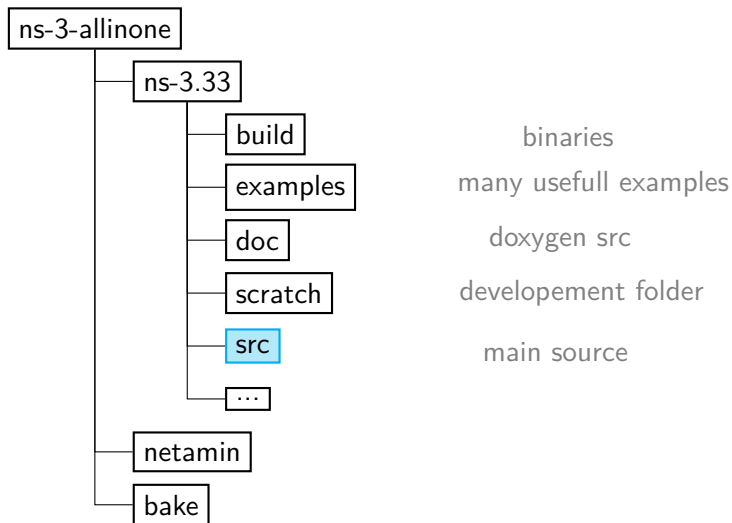 ns-3-allinone
ns-3.33
build binaries
examples many usefull examples
doc doxygen src
scratch developement folder
src main source
...
netamin
bake